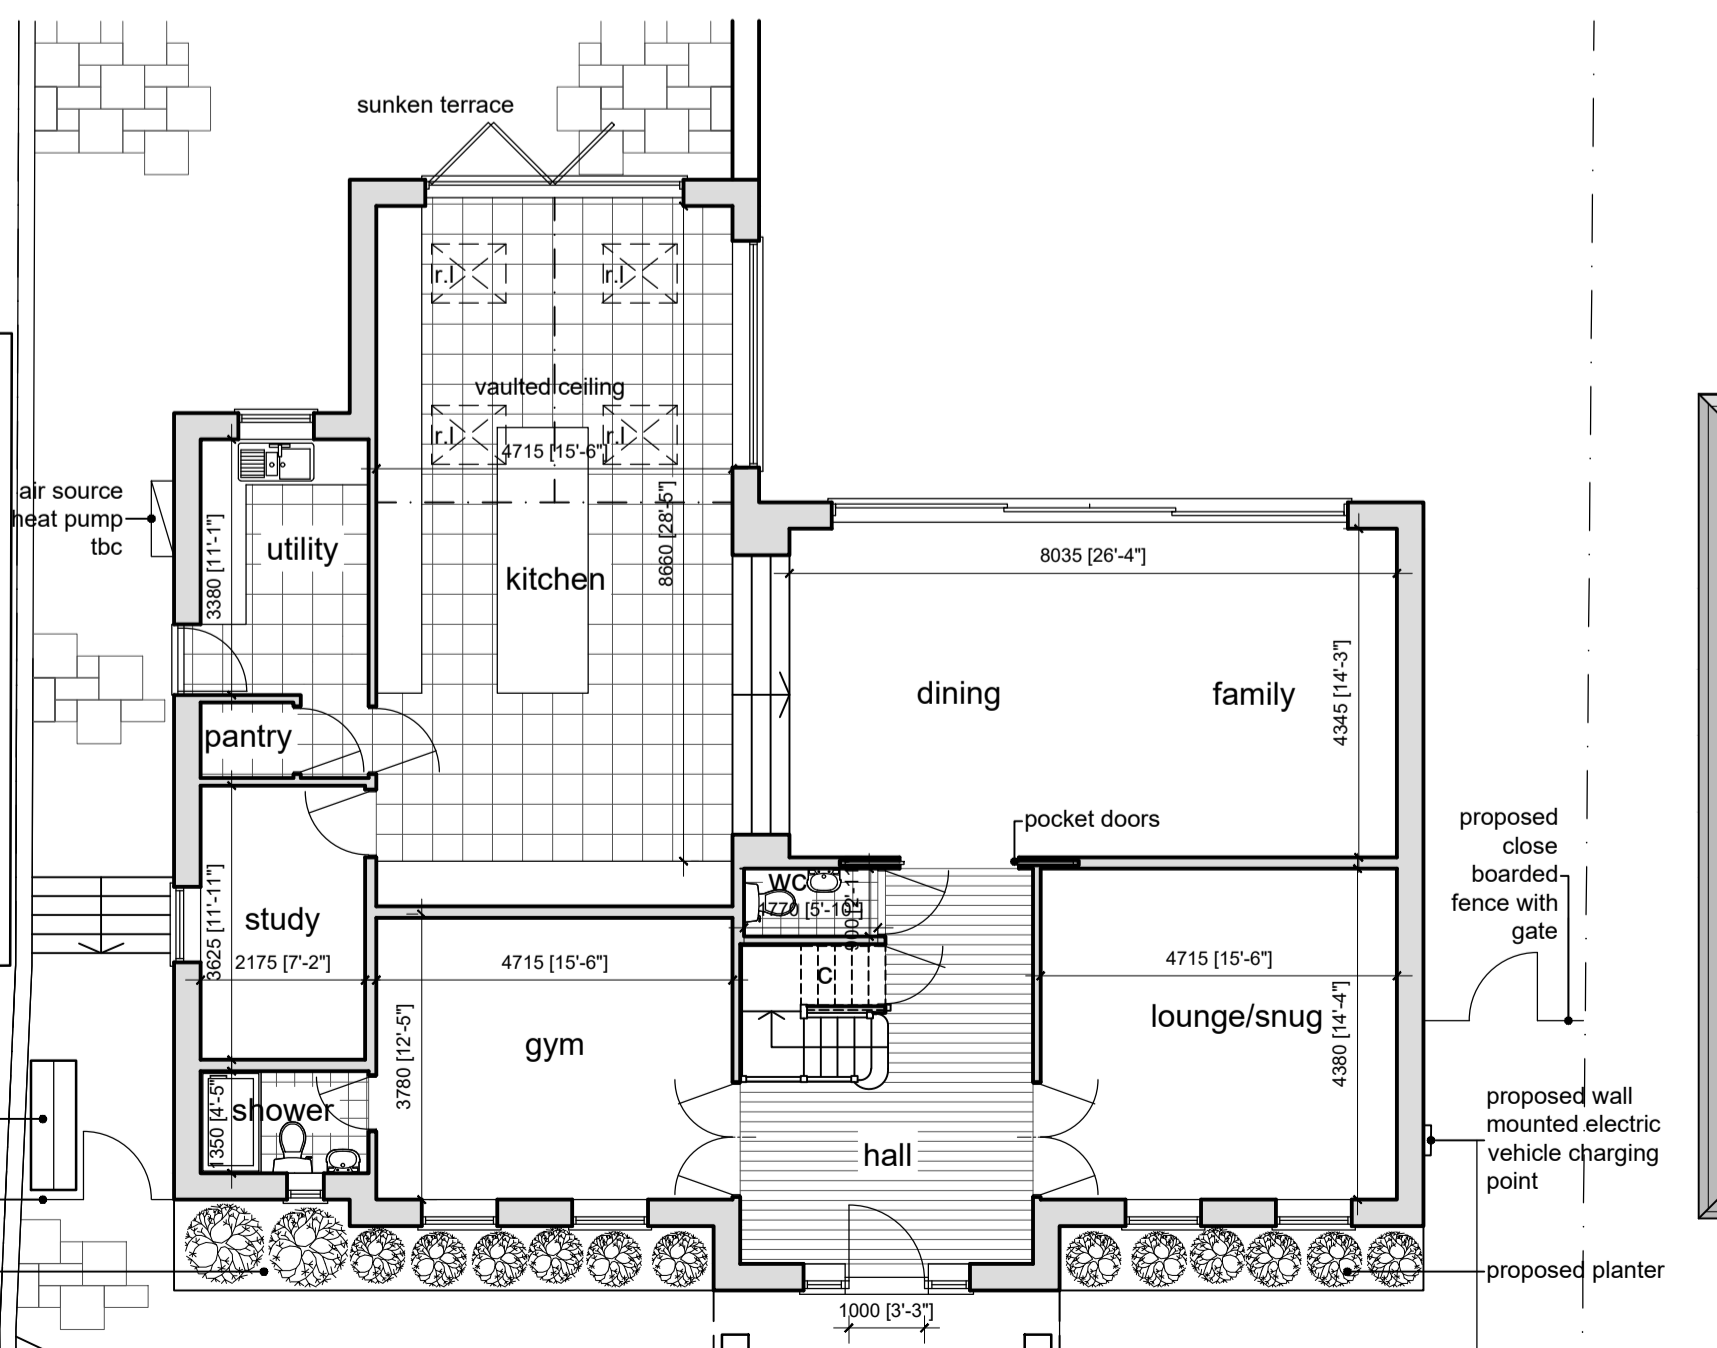 sunken terrace
r.l
r.l
vaulted ceiling
r.l
r.l
4715 [15'-6"]
air source
heat pump
tbc
3380 [11'-1"]
utility
kitchen
8660 [28'-5"]
8035 [26'-4"]
dining
family
4345 [14'-3"]
pantry
pocket doors
proposed
close
boarded
fence with
gate
wc
1770 [5'-10"]
study
3625 [11'-11"]
2175 [7'-2"]
4715 [15'-6"]
c
4715 [15'-6"]
lounge/snug
4380 [14'-4"]
gym
3780 [12'-5"]
shower
1350 [4'-5"]
hall
proposed wall
mounted electric
vehicle charging
point
proposed planter
1000 [3'-3"]